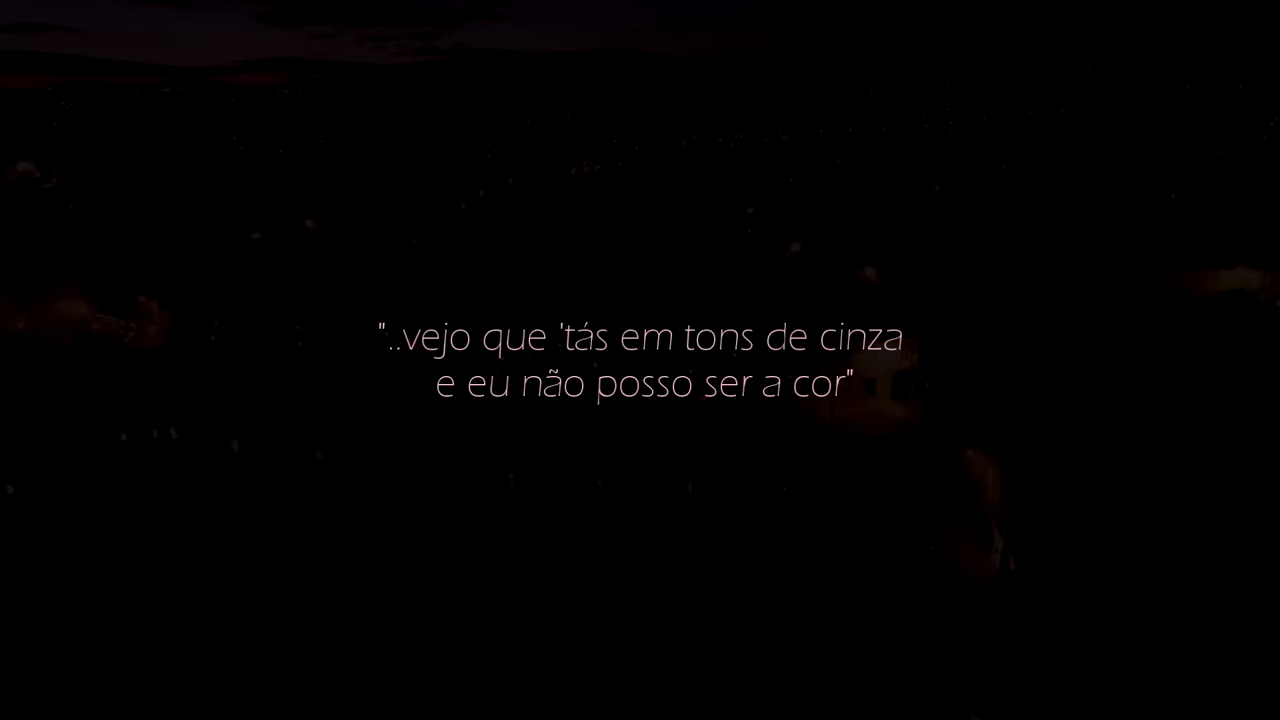 "..vejo que 'tás em tons de cinza
e eu não posso ser a cor"